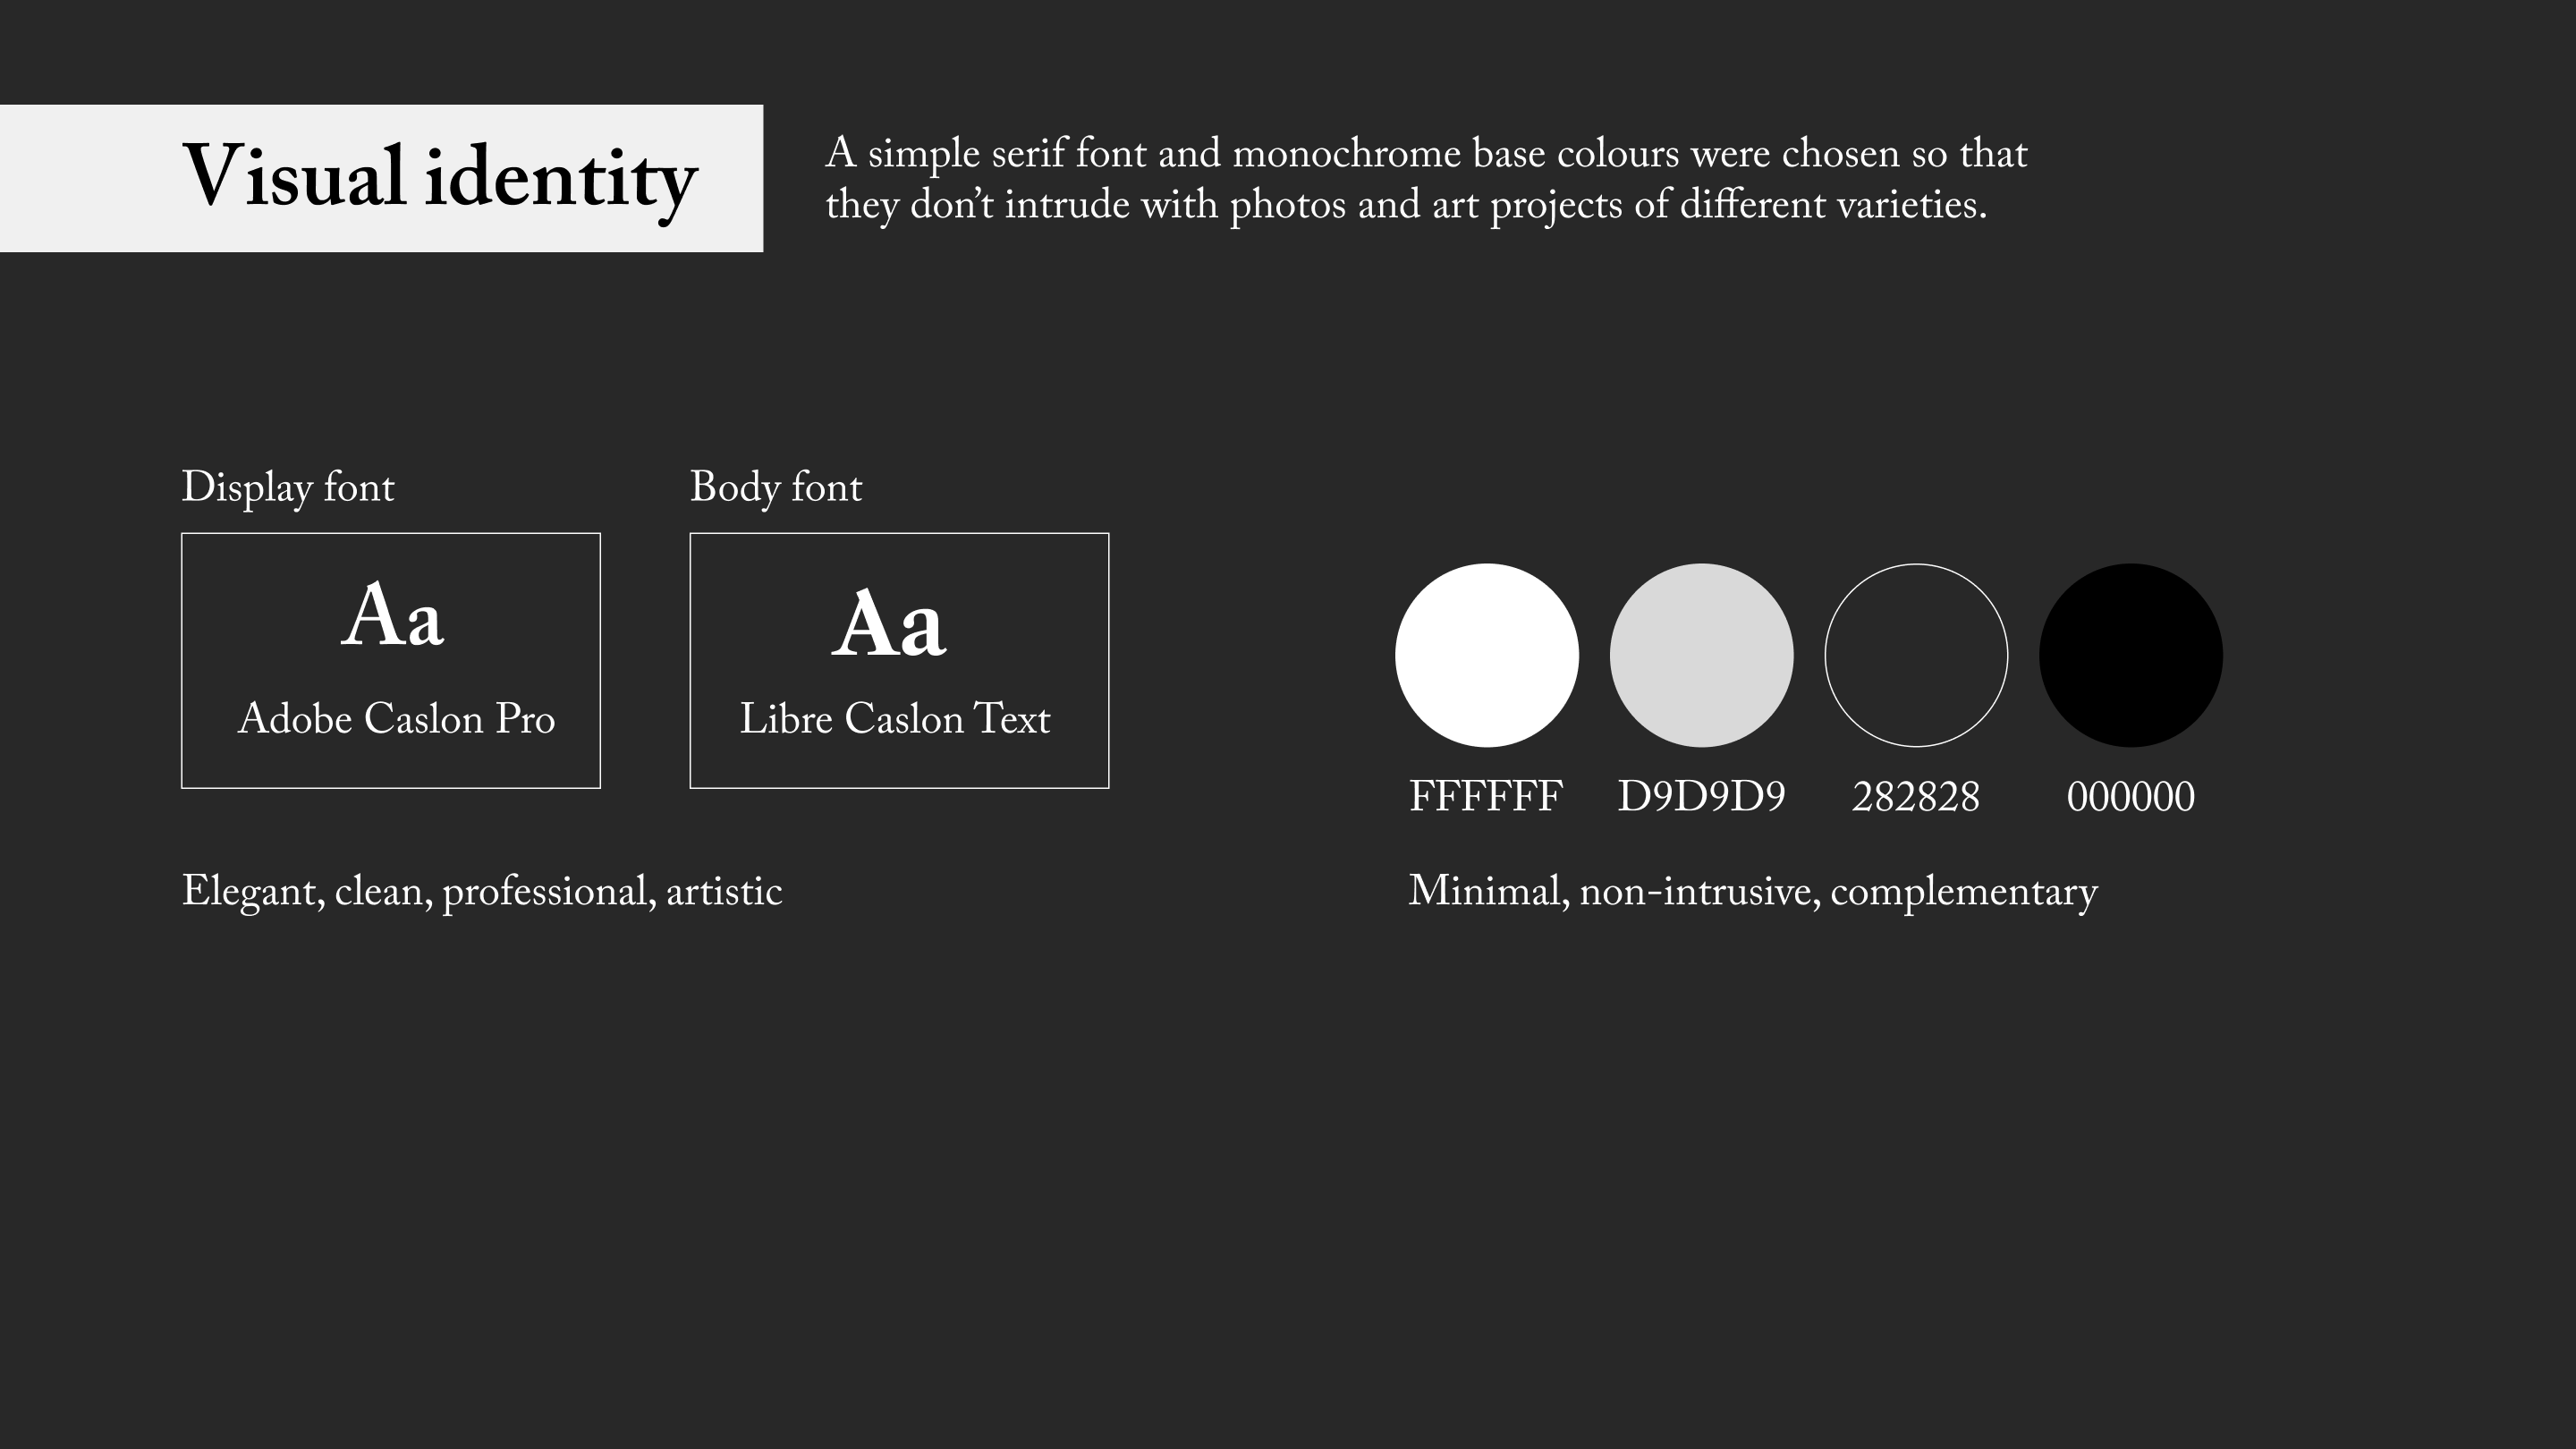 Visual identity
A simple serif font and monochrome base colours were chosen so that
they don’t intrude with photos and art projects of different varieties.
Display font
Aa
Adobe Caslon Pro
Body font
Aa
Libre Caslon Text
Elegant, clean, professional, artistic
FFFFFF
D9D9D9
282828
000000
Minimal, non-intrusive, complementary